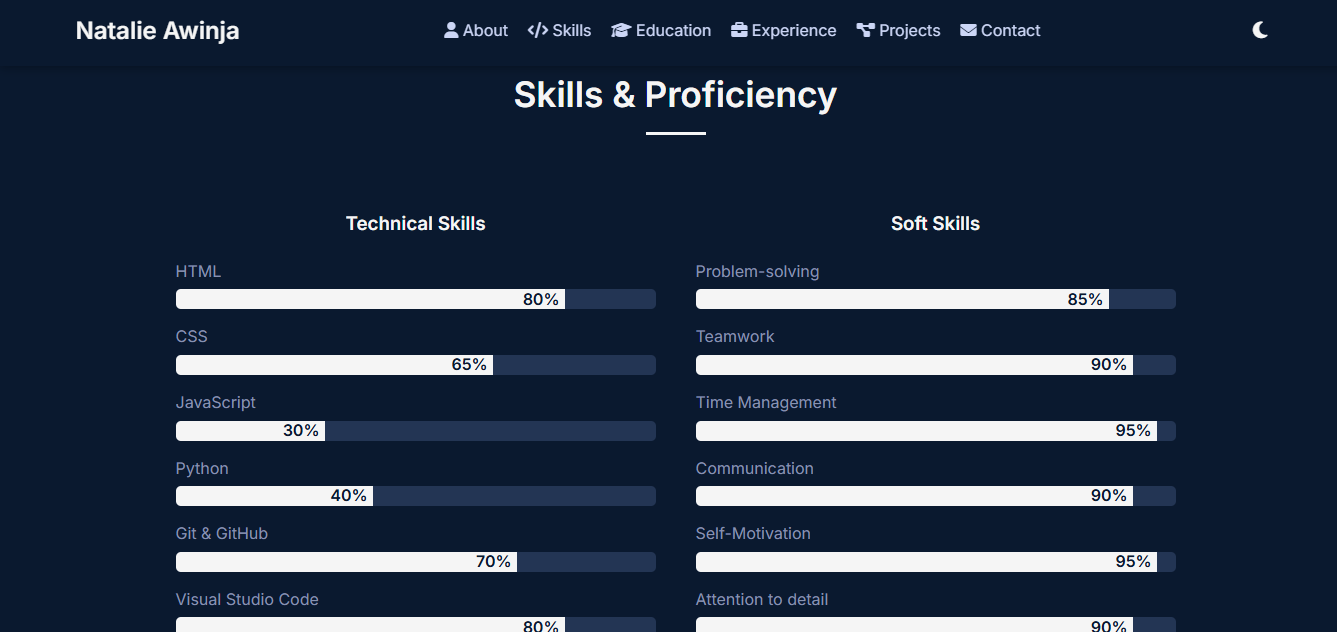 Natalie Awinja
About Skills Education Experience Projects Contact
Skills & Proficiency
Technical Skills
HTML
80%
CSS
65%
JavaScript
30%
Python
40%
Git & GitHub
70%
Visual Studio Code
80%
Soft Skills
Problem-solving
85%
Teamwork
90%
Time Management
95%
Communication
90%
Self-Motivation
95%
Attention to detail
90%